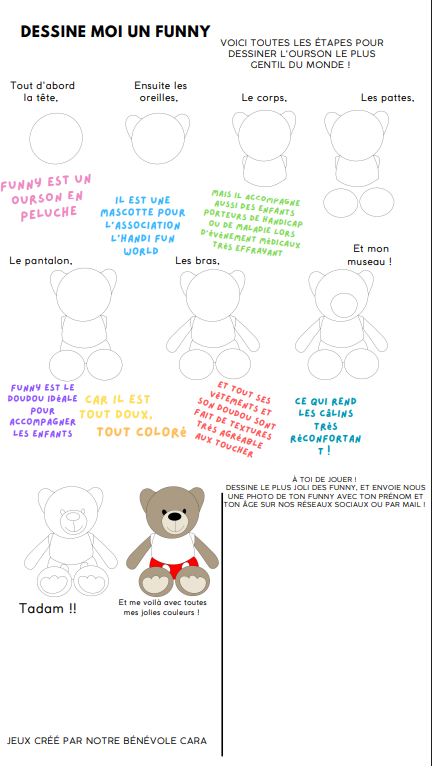 DESSINE MOI UN FUNNY
VOICI TOUTES LES ÉTAPES POUR
DESSINER L'OURSON LE PLUS
GENTIL DU MONDE !
Tout d'abord
la tête,
Ensuite les
oreilles,
Le corps,
Les pattes,
FUNNY EST UN
OURSON EN
PELUCHE
IL EST UNE
MASCOTTE POUR
L'ASSOCIATION
L'HANDI FUN
WORLD
MAIS IL ACCOMPAGNE
AUSSI DES ENFANTS
PORTEURS DE HANDICAP
OU DE MALADIE LORS
D'ÉVÈNEMENT MÉDICAUX
TRÈS EFFRAYANT
Le pantalon,
Les bras,
Et mon
museau !
FUNNY EST LE
DOUDOU IDÉALE
POUR
ACCOMPAGNER
LES ENFANTS
CAR IL EST
TOUT DOUX,
TOUT COLORÉ
ET TOUT SES
VÊTEMENTS ET
SON DOUDOU SONT
FAIT DE TEXTURES
TRÈS AGRÉABLE
AUX TOUCHER
CE QUI REND
LES CÂLINS
TRÈS
RÉCONFORTAN
T !
À TOI DE JOUER !
DESSINE LE PLUS JOLI DES FUNNY, ET ENVOIE NOUS
UNE PHOTO DE TON FUNNY AVEC TON PRÉNOM ET
TON ÂGE SUR NOS RÉSEAUX SOCIAUX OU PAR MAIL !
Tadam !!
Et me voilà avec toutes
mes jolies couleurs !
JEUX CRÉÉ PAR NOTRE BÉNÉVOLE CARA